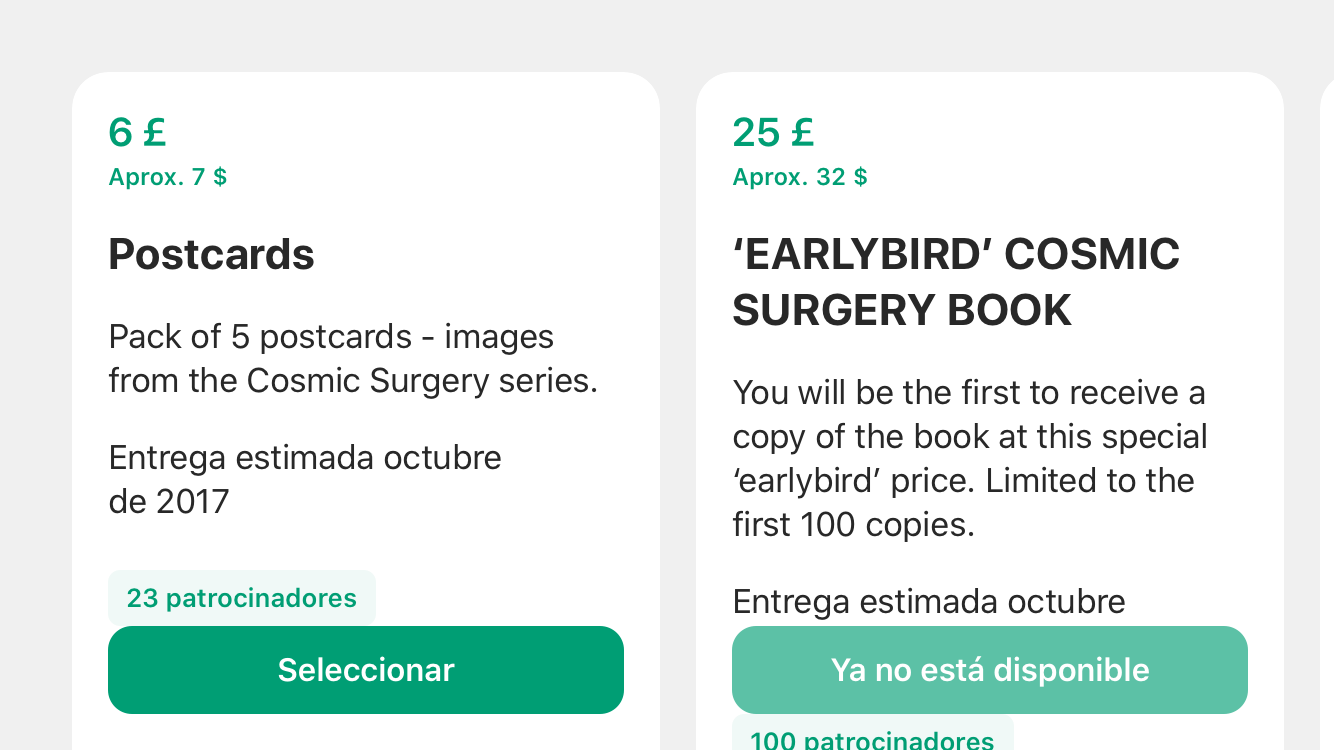 6 £
Aprox. 7 $
Postcards
Pack of 5 postcards - images
from the Cosmic Surgery series.
Entrega estimada octubre
de 2017
23 patrocinadores
Seleccionar
25 £
Aprox. 32 $
‘EARLYBIRD’ COSMIC
SURGERY BOOK
You will be the first to receive a
copy of the book at this special
‘earlybird’ price. Limited to the
first 100 copies.
Entrega estimada octubre
Ya no está disponible
100 patrocinadores